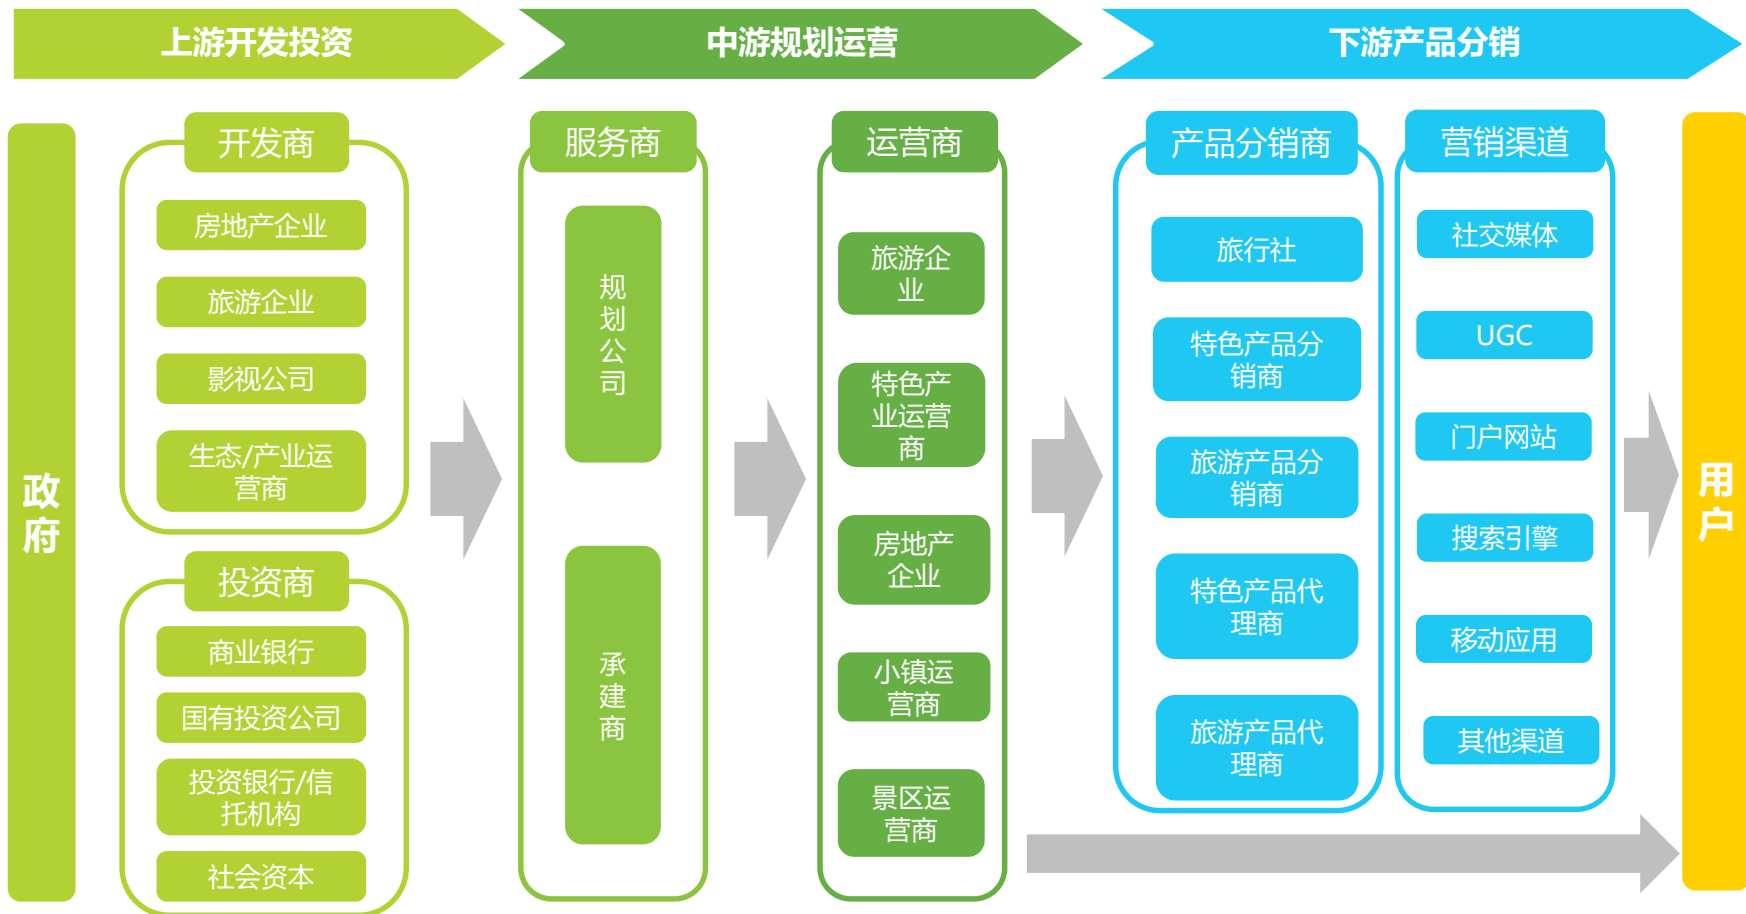 上游开发投资
中游规划运营
下游产品分销
政
府
开发商
房地产企业
旅游企业
影视公司
生态/产业运
营商
投资商
商业银行
国有投资公司
投资银行/信
托机构
社会资本
服务商
规
划
公
司
承
建
商
运营商
旅游企
业
特色产
业运营
商
房地产
企业
小镇运
营商
景区运
营商
产品分销商
旅行社
特色产品分
销商
旅游产品分
销商
特色产品代
理商
旅游产品代
理商
营销渠道
社交媒体
UGC
门户网站
搜索引擎
移动应用
其他渠道
用
户